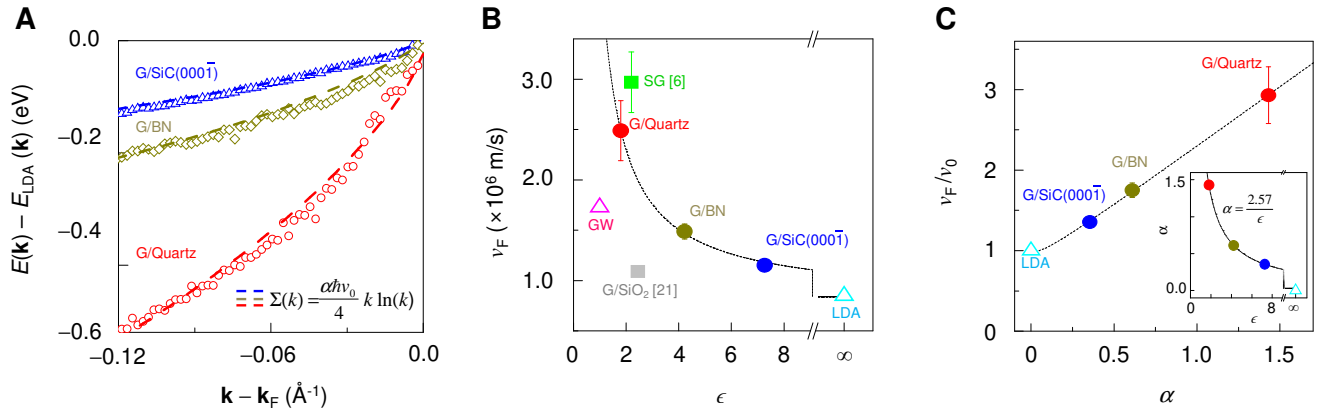 A
0.0
−0.2
−0.4
−0.6
E(k) − E_LDA (k) (eV)
G/SiC(0001̄)
G/BN
G/Quartz
Σ(k) = αħv₀/4 k ln(k)
−0.12
−0.06
0.0
k − k_F (Å⁻¹)
B
3.0
2.0
1.0
v_F (×10⁶ m/s)
SG [6]
G/Quartz
GW
G/BN
G/SiC(0001̄)
G/SiO₂ [21]
LDA
0
2
4
6
8
∞
ϵ
C
4
3
2
1
0
v_F/v₀
G/Quartz
G/BN
G/SiC(0001̄)
LDA
1.5
0.0
α
α = 2.57/ϵ
0
4
8
∞
ϵ
0.0
0.5
1.0
1.5
α